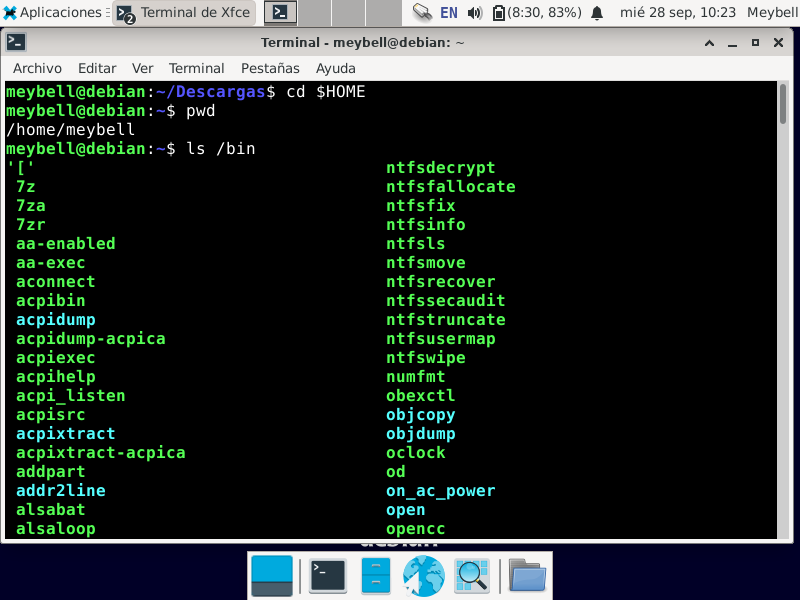 Aplicaciones
2 Terminal de Xfce
EN (8:30, 83%) mié 28 sep, 10:23 Meybell
Terminal - meybell@debian: ~
Archivo Editar Ver Terminal Pestañas Ayuda
meybell@debian:~/Descargas$ cd $HOME
meybell@debian:~$ pwd
/home/meybell
meybell@debian:~$ ls /bin
'[' ntfsdecrypt
7z ntfsfallocate
7za ntfsfix
7zr ntfsinfo
aa-enabled ntfsls
aa-exec ntfsmove
aconnect ntfsrecover
acpibin ntfssecaudit
acpidump ntfstruncate
acpidump-acpica ntfsusermap
acpiexec ntfswipe
acpihelp numfmt
acpi_listen obexctl
acpisrc objcopy
acpixtract objdump
acpixtract-acpica oclock
addpart od
addr2line on_ac_power
alsabat open
alsaloop opencc